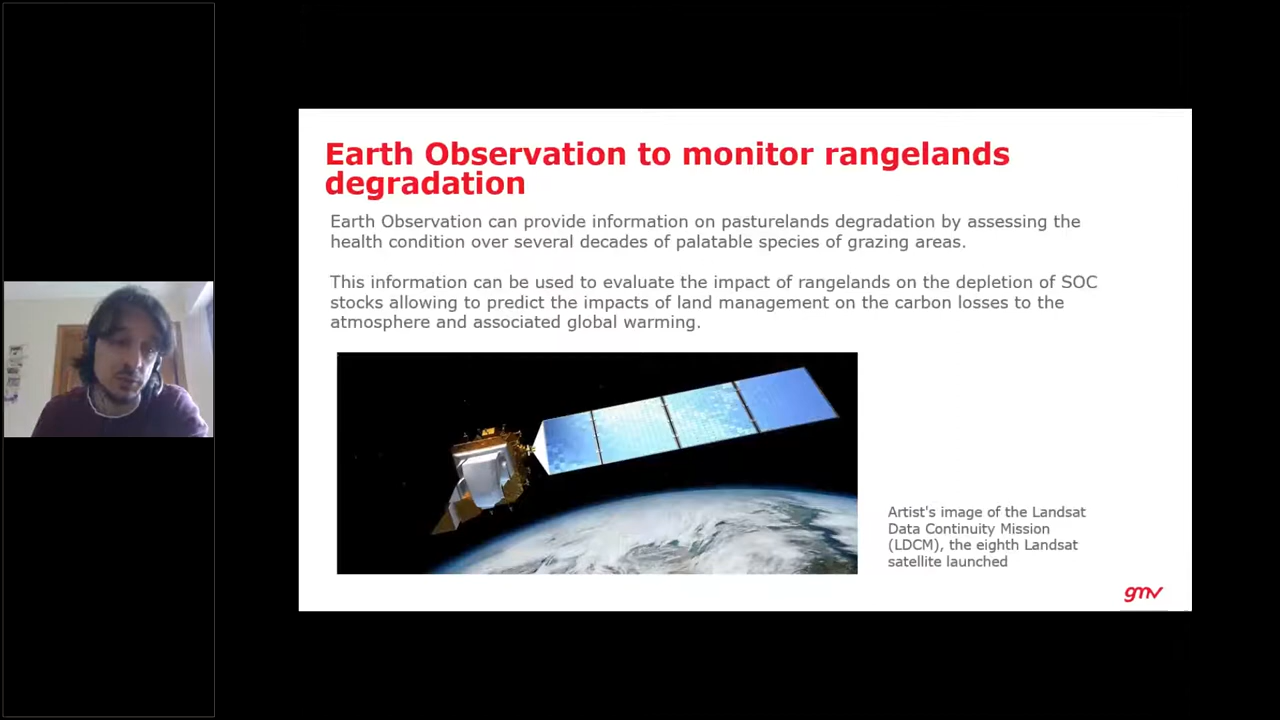 Earth Observation to monitor rangelands
degradation
Earth Observation can provide information on pasturelands degradation by assessing the
health condition over several decades of palatable species of grazing areas.
This information can be used to evaluate the impact of rangelands on the depletion of SOC
stocks allowing to predict the impacts of land management on the carbon losses to the
atmosphere and associated global warming.
Artist's image of the Landsat
Data Continuity Mission
(LDCM), the eighth Landsat
satellite launched
gmv